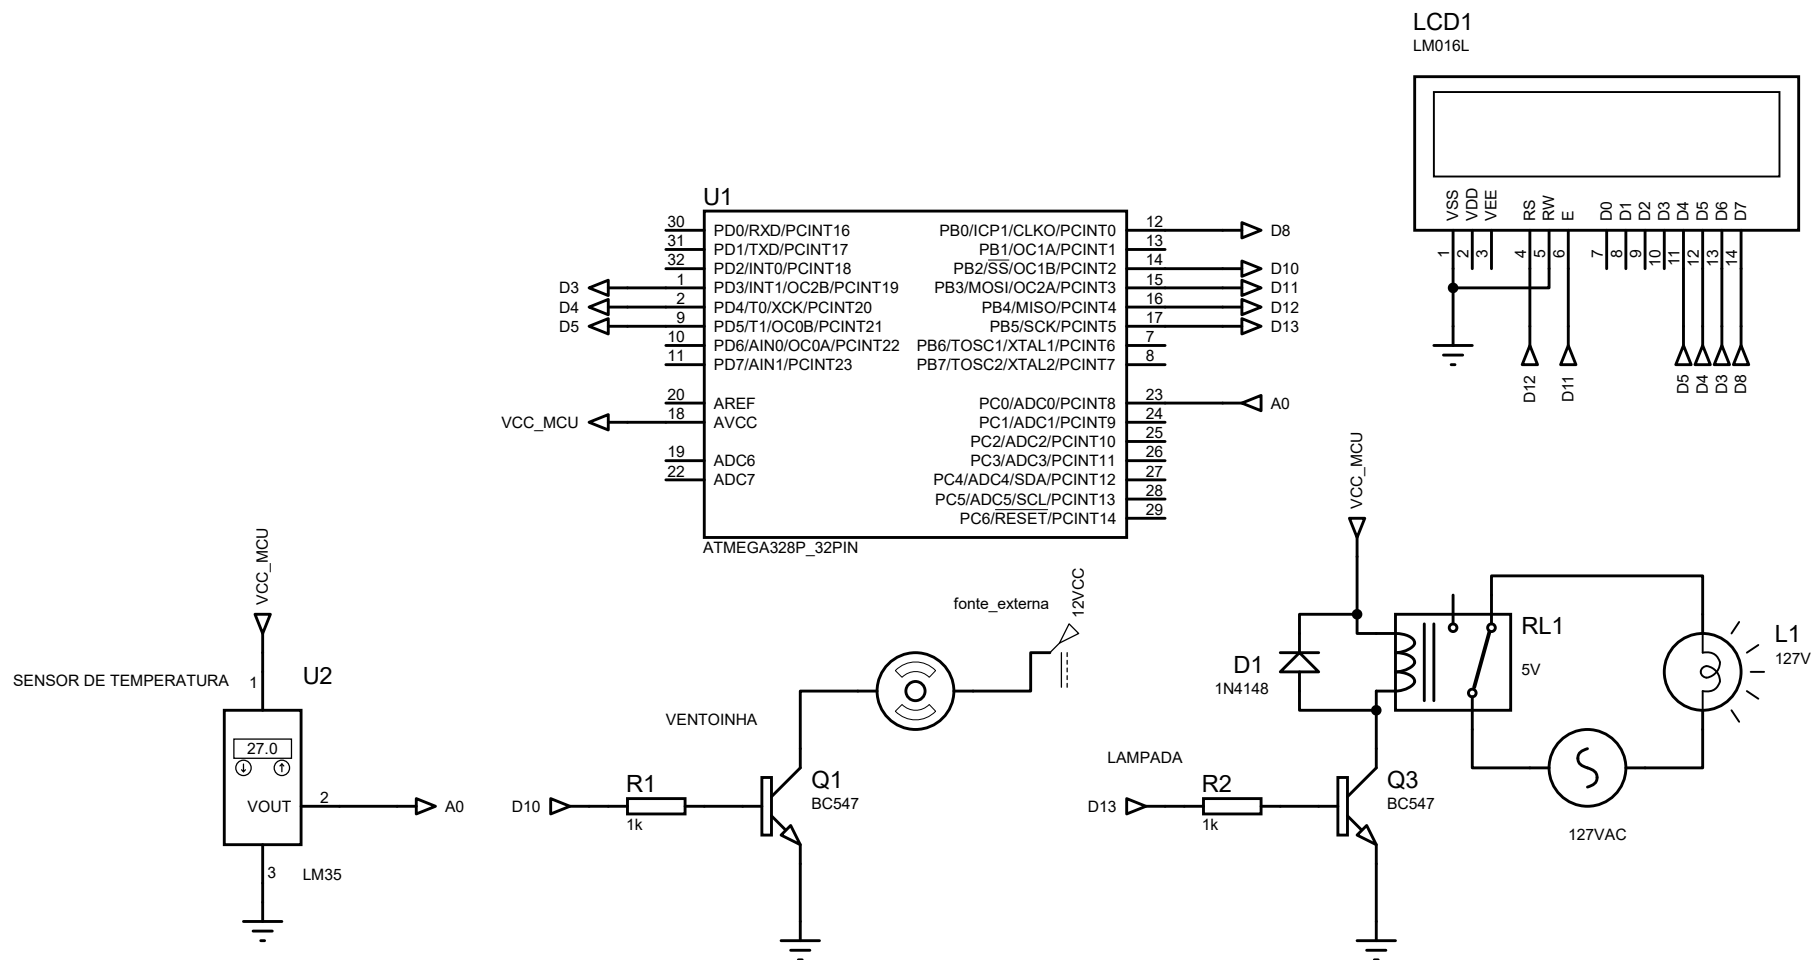 LCD1
LM016L
VSS
VDD
VEE
RS
RW
E
D0
D1
D2
D3
D4
D5
D6
D7
1
2
3
4
5
6
7
8
9
10
11
12
13
14
D12
D11
D5
D4
D3
D8
U1
30 PD0/RXD/PCINT16
31 PD1/TXD/PCINT17
32 PD2/INT0/PCINT18
D3 1 PD3/INT1/OC2B/PCINT19
D4 2 PD4/T0/XCK/PCINT20
D5 9 PD5/T1/OC0B/PCINT21
10 PD6/AIN0/OC0A/PCINT22
11 PD7/AIN1/PCINT23
20 AREF
VCC_MCU 18 AVCC
19 ADC6
22 ADC7
PB0/ICP1/CLKO/PCINT0 12 D8
PB1/OC1A/PCINT1 13
PB2/SS/OC1B/PCINT2 14 D10
PB3/MOSI/OC2A/PCINT3 15 D11
PB4/MISO/PCINT4 16 D12
PB5/SCK/PCINT5 17 D13
PB6/TOSC1/XTAL1/PCINT6 7
PB7/TOSC2/XTAL2/PCINT7 8
PC0/ADC0/PCINT8 23 A0
PC1/ADC1/PCINT9 24
PC2/ADC2/PCINT10 25
PC3/ADC3/PCINT11 26
PC4/ADC4/SDA/PCINT12 27
PC5/ADC5/SCL/PCINT13 28
PC6/RESET/PCINT14 29
ATMEGA328P_32PIN
VCC_MCU
SENSOR DE TEMPERATURA
1
U2
27.0
VOUT
2
A0
3
LM35
fonte_externa
12VCC
VENTOINHA
D10
R1
1k
Q1
BC547
VCC_MCU
D1
1N4148
RL1
5V
L1
127V
127VAC
LAMPADA
D13
R2
1k
Q3
BC547